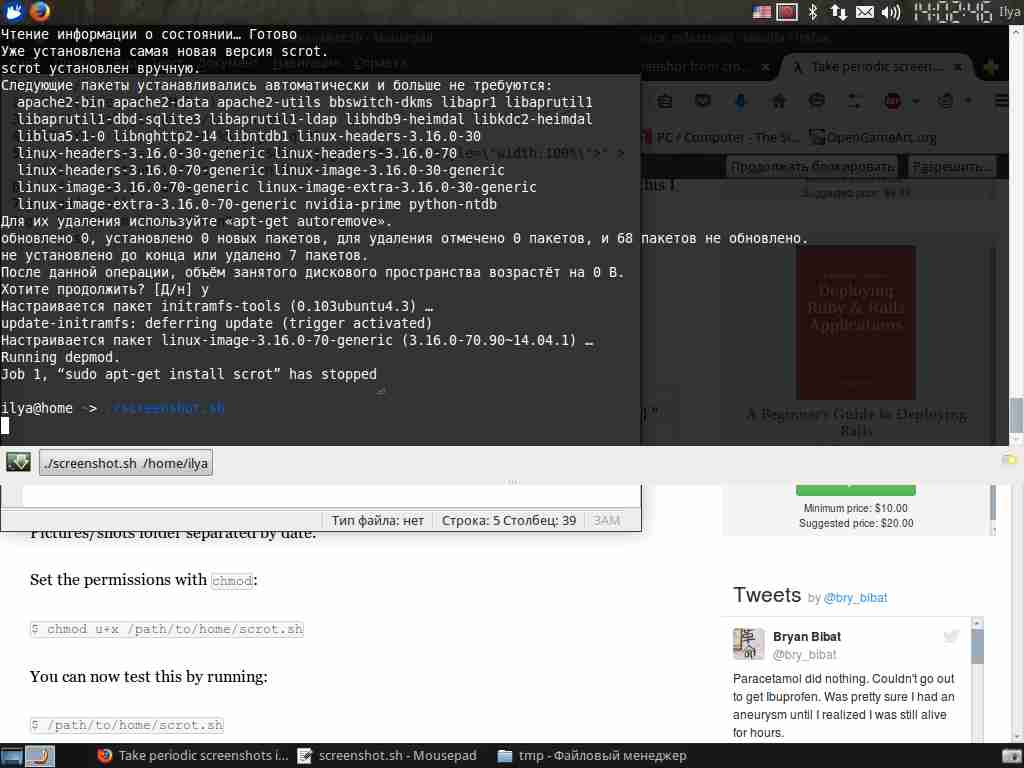 14:02:46 Ilya
Чтение информации о состоянии… Готово
Уже установлена самая новая версия scrot.
scrot установлен вручную.
Следующие пакеты устанавливались автоматически и больше не требуются:
apache2-bin apache2-data apache2-utils bbswitch-dkms libapr1 libaprutil1
libaprutil1-dbd-sqlite3 libaprutil1-ldap libhdb9-heimdal libkdc2-heimdal
liblua5.1-0 libnghttp2-14 libntdb1 linux-headers-3.16.0-30
linux-headers-3.16.0-30-generic linux-headers-3.16.0-70
linux-headers-3.16.0-70-generic linux-image-3.16.0-30-generic
linux-image-3.16.0-70-generic linux-image-extra-3.16.0-30-generic
linux-image-extra-3.16.0-70-generic nvidia-prime python-ntdb
Для их удаления используйте «apt-get autoremove».
обновлено 0, установлено 0 новых пакетов, для удаления отмечено 0 пакетов, и 68 пакетов не обновлено.
не установлено до конца или удалено 7 пакетов.
После данной операции, объём занятого дискового пространства возрастёт на 0 B.
Хотите продолжить? [Д/н] y
Настраивается пакет initramfs-tools (0.103ubuntu4.3) …
update-initramfs: deferring update (trigger activated)
Настраивается пакет linux-image-3.16.0-70-generic (3.16.0-70.90~14.04.1) …
Running depmod.
Job 1, “sudo apt-get install scrot” has stopped
ilya@home ~> ./screenshot.sh
Take periodic screen...
PC / Computer - The Si...
OpenGameArt.org
Продолжать блокировать
Разрешить...
Deploying
Ruby & Rails
Applications
A Beginner's Guide to Deploying
Rails
./screenshot.sh /home/ilya
Minimum price: $10.00
Suggested price: $20.00
Тип файла: нет
Строка: 5 Столбец: 39
ЗАМ
Pictures/shots folder separated by date.
Set the permissions with chmod:
$ chmod u+x /path/to/home/scrot.sh
You can now test this by running:
$ /path/to/home/scrot.sh
Tweets by @bry_bibat
Bryan Bibat
@bry_bibat
Paracetamol did nothing. Couldn't go out
to get Ibuprofen. Was pretty sure I had an
aneurysm until I realized I was still alive
for hours.
Take periodic screenshots i...
screenshot.sh - Mousepad
tmp - Файловый менеджер